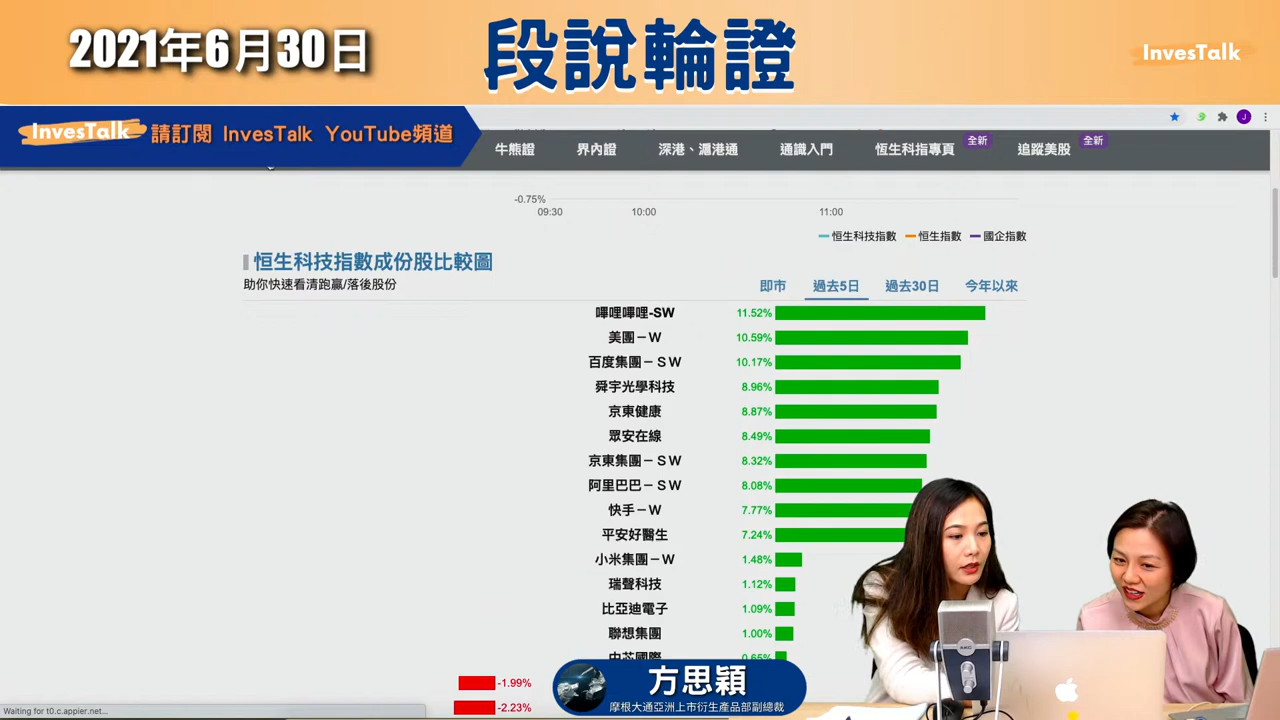 2021年6月30日
段說輪證
InvesTalk
InvesTalk 請訂閱 InvesTalk YouTube頻道
J
牛熊證 界內證 深港、滬港通 通識入門 恆生科指專頁 全新 追蹤美股 全新
-0.75%
09:30 10:00 11:00
恒生科技指數 恒生指數 國企指數
恒生科技指數成份股比較圖
助你快速看清跑贏/落後股份
即市 過去5日 過去30日 今年以來
嗶哩嗶哩-SW 11.52%
美團－W 10.59%
百度集團－ＳＷ 10.17%
舜宇光學科技 8.96%
京東健康 8.87%
眾安在線 8.49%
京東集團－ＳＷ 8.32%
阿里巴巴－ＳＷ 8.08%
快手－W 7.77%
平安好醫生 7.24%
小米集團－W 1.48%
瑞聲科技 1.12%
比亞迪電子 1.09%
聯想集團 1.00%
中芯國際 0.65%
-1.99%
-2.23%
方思穎
摩根大通亞洲上市衍生產品部副總裁
AKG
Waiting for t0.c.appier.net...